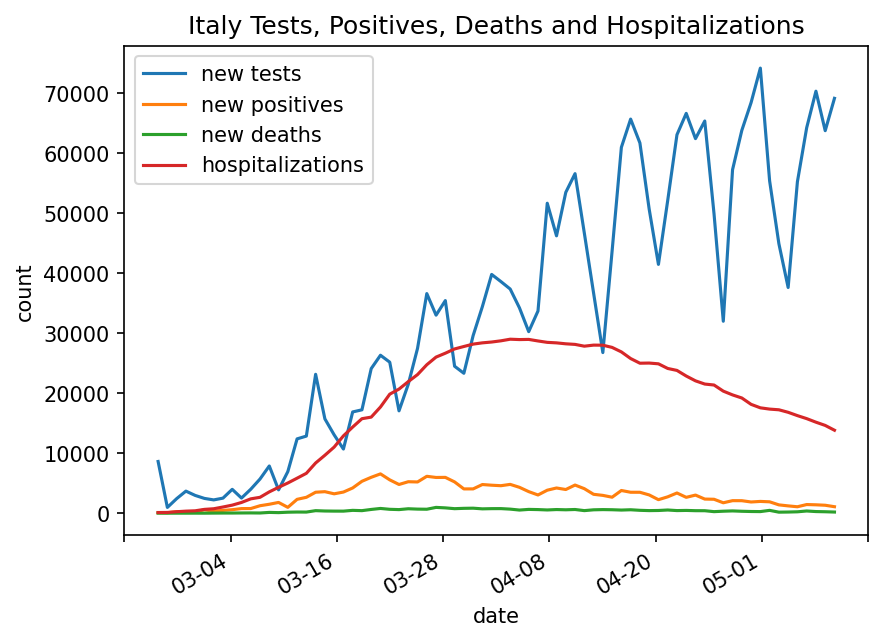 Italy Tests, Positives, Deaths and Hospitalizations
new tests
new positives
new deaths
hospitalizations
70000
60000
50000
40000
30000
20000
10000
0
count
03-04
03-16
03-28
04-08
04-20
05-01
date